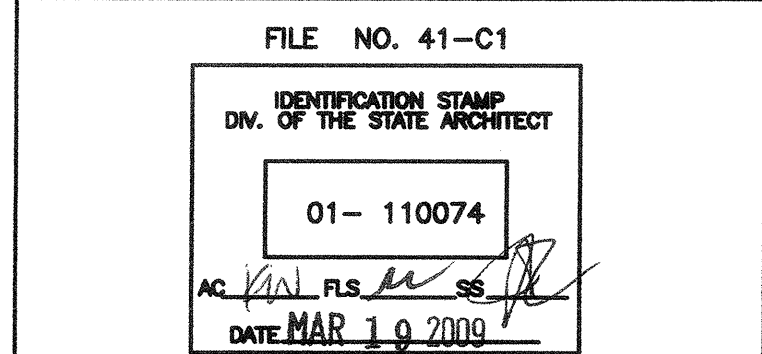 FILE NO. 41-C1
IDENTIFICATION STAMP
DIV. OF THE STATE ARCHITECT
01- 110074
AC FLS SS
DATE MAR 19 2009